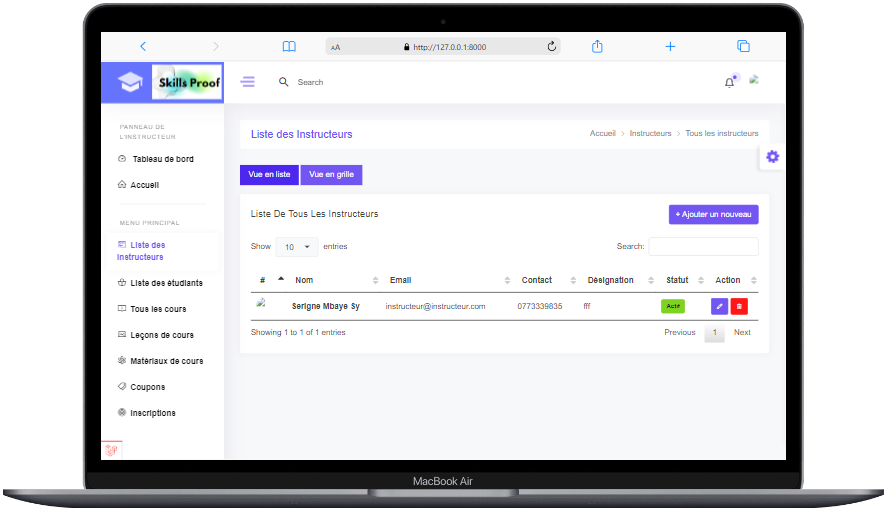 AA
http://127.0.0.1:8000
Skills Proof
Search
PANNEAU DE
L'INSTRUCTEUR
Tableau de bord
Accueil
MENU PRINCIPAL
Liste des
instructeurs
Liste des étudiants
Tous les cours
Leçons de cours
Matériaux de cours
Coupons
Inscriptions
Liste des Instructeurs
Accueil > Instructeurs > Tous les instructeurs
Vue en liste
Vue en grille
Liste De Tous Les Instructeurs
+ Ajouter un nouveau
Show 10 entries
Search:
# Nom Email Contact Désignation Statut Action
Serigne Mbaye Sy instructeur@instructeur.com 0773339835 fff Actif
Showing 1 to 1 of 1 entries
Previous 1 Next
MacBook Air